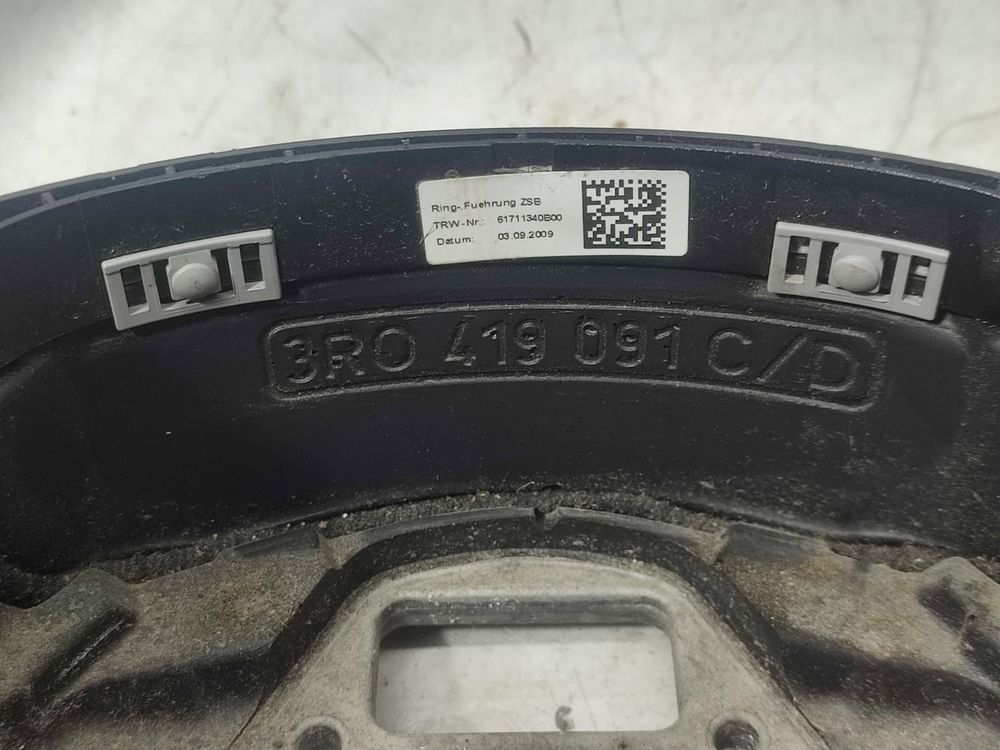 Ring-Fuehrung ZSB
TRW-Nr.: 61711340B00
Datum: 03.09.2009
3R0 419 091 C/D